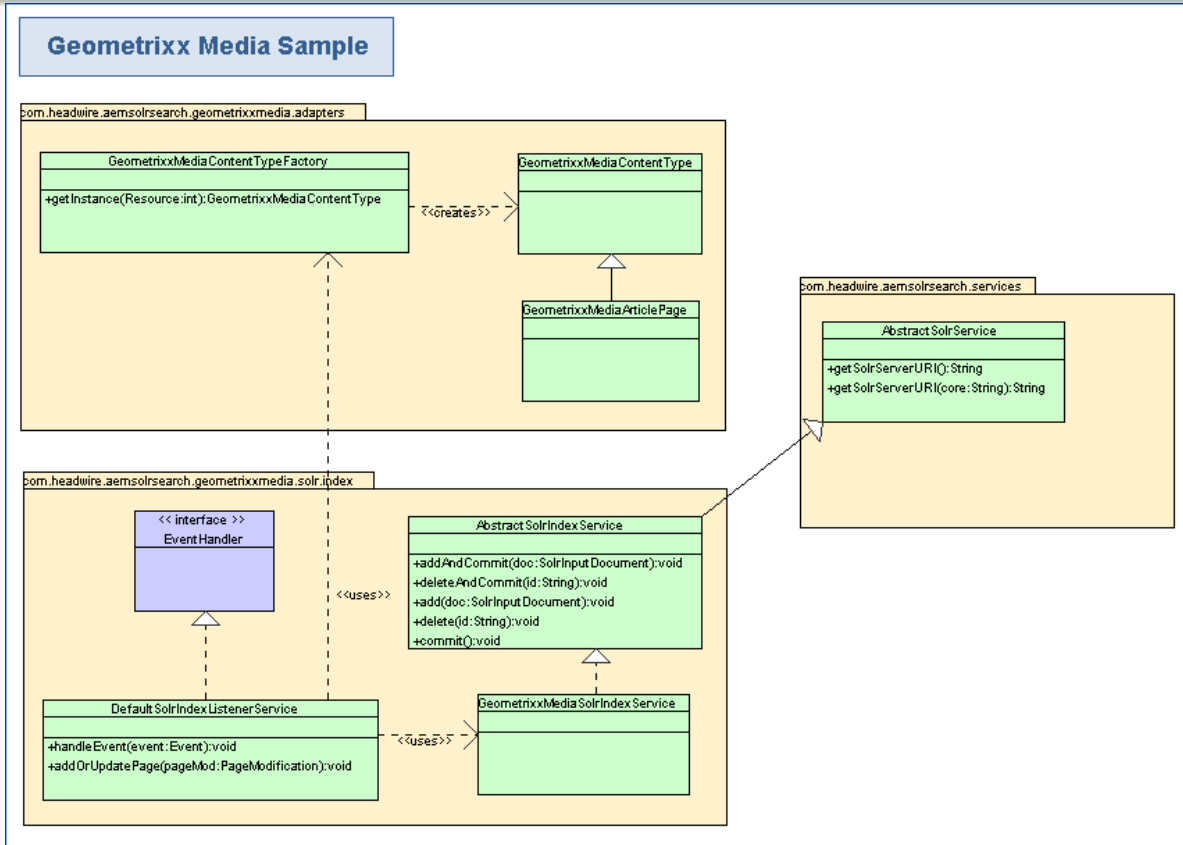 Geometrixx Media Sample
com.headwire.aemsolrsearch.geometrixxmedia.adapters
GeometrixxMediaContentTypeFactory
+getInstance(Resource:int):GeometrixxMediaContentType
<<creates>>
GeometrixxMediaContentType
GeometrixxMediaArticlePage
com.headwire.aemsolrsearch.services
AbstractSolrService
+getSolrServerURI():String
+getSolrServerURI(core:String):String
com.headwire.aemsolrsearch.geometrixxmedia.solr.index
<< interface >>
EventHandler
<<uses>>
AbstractSolrIndexService
+addAndCommit(doc:SolrInputDocument):void
+deleteAndCommit(id:String):void
+add(doc:SolrInputDocument):void
+delete(id:String):void
+commit():void
DefaultSolrIndexListenerService
+handleEvent(event:Event):void
+addOrUpdatePage(pageMod:PageModification):void
<<uses>>
GeometrixxMediaSolrIndexService